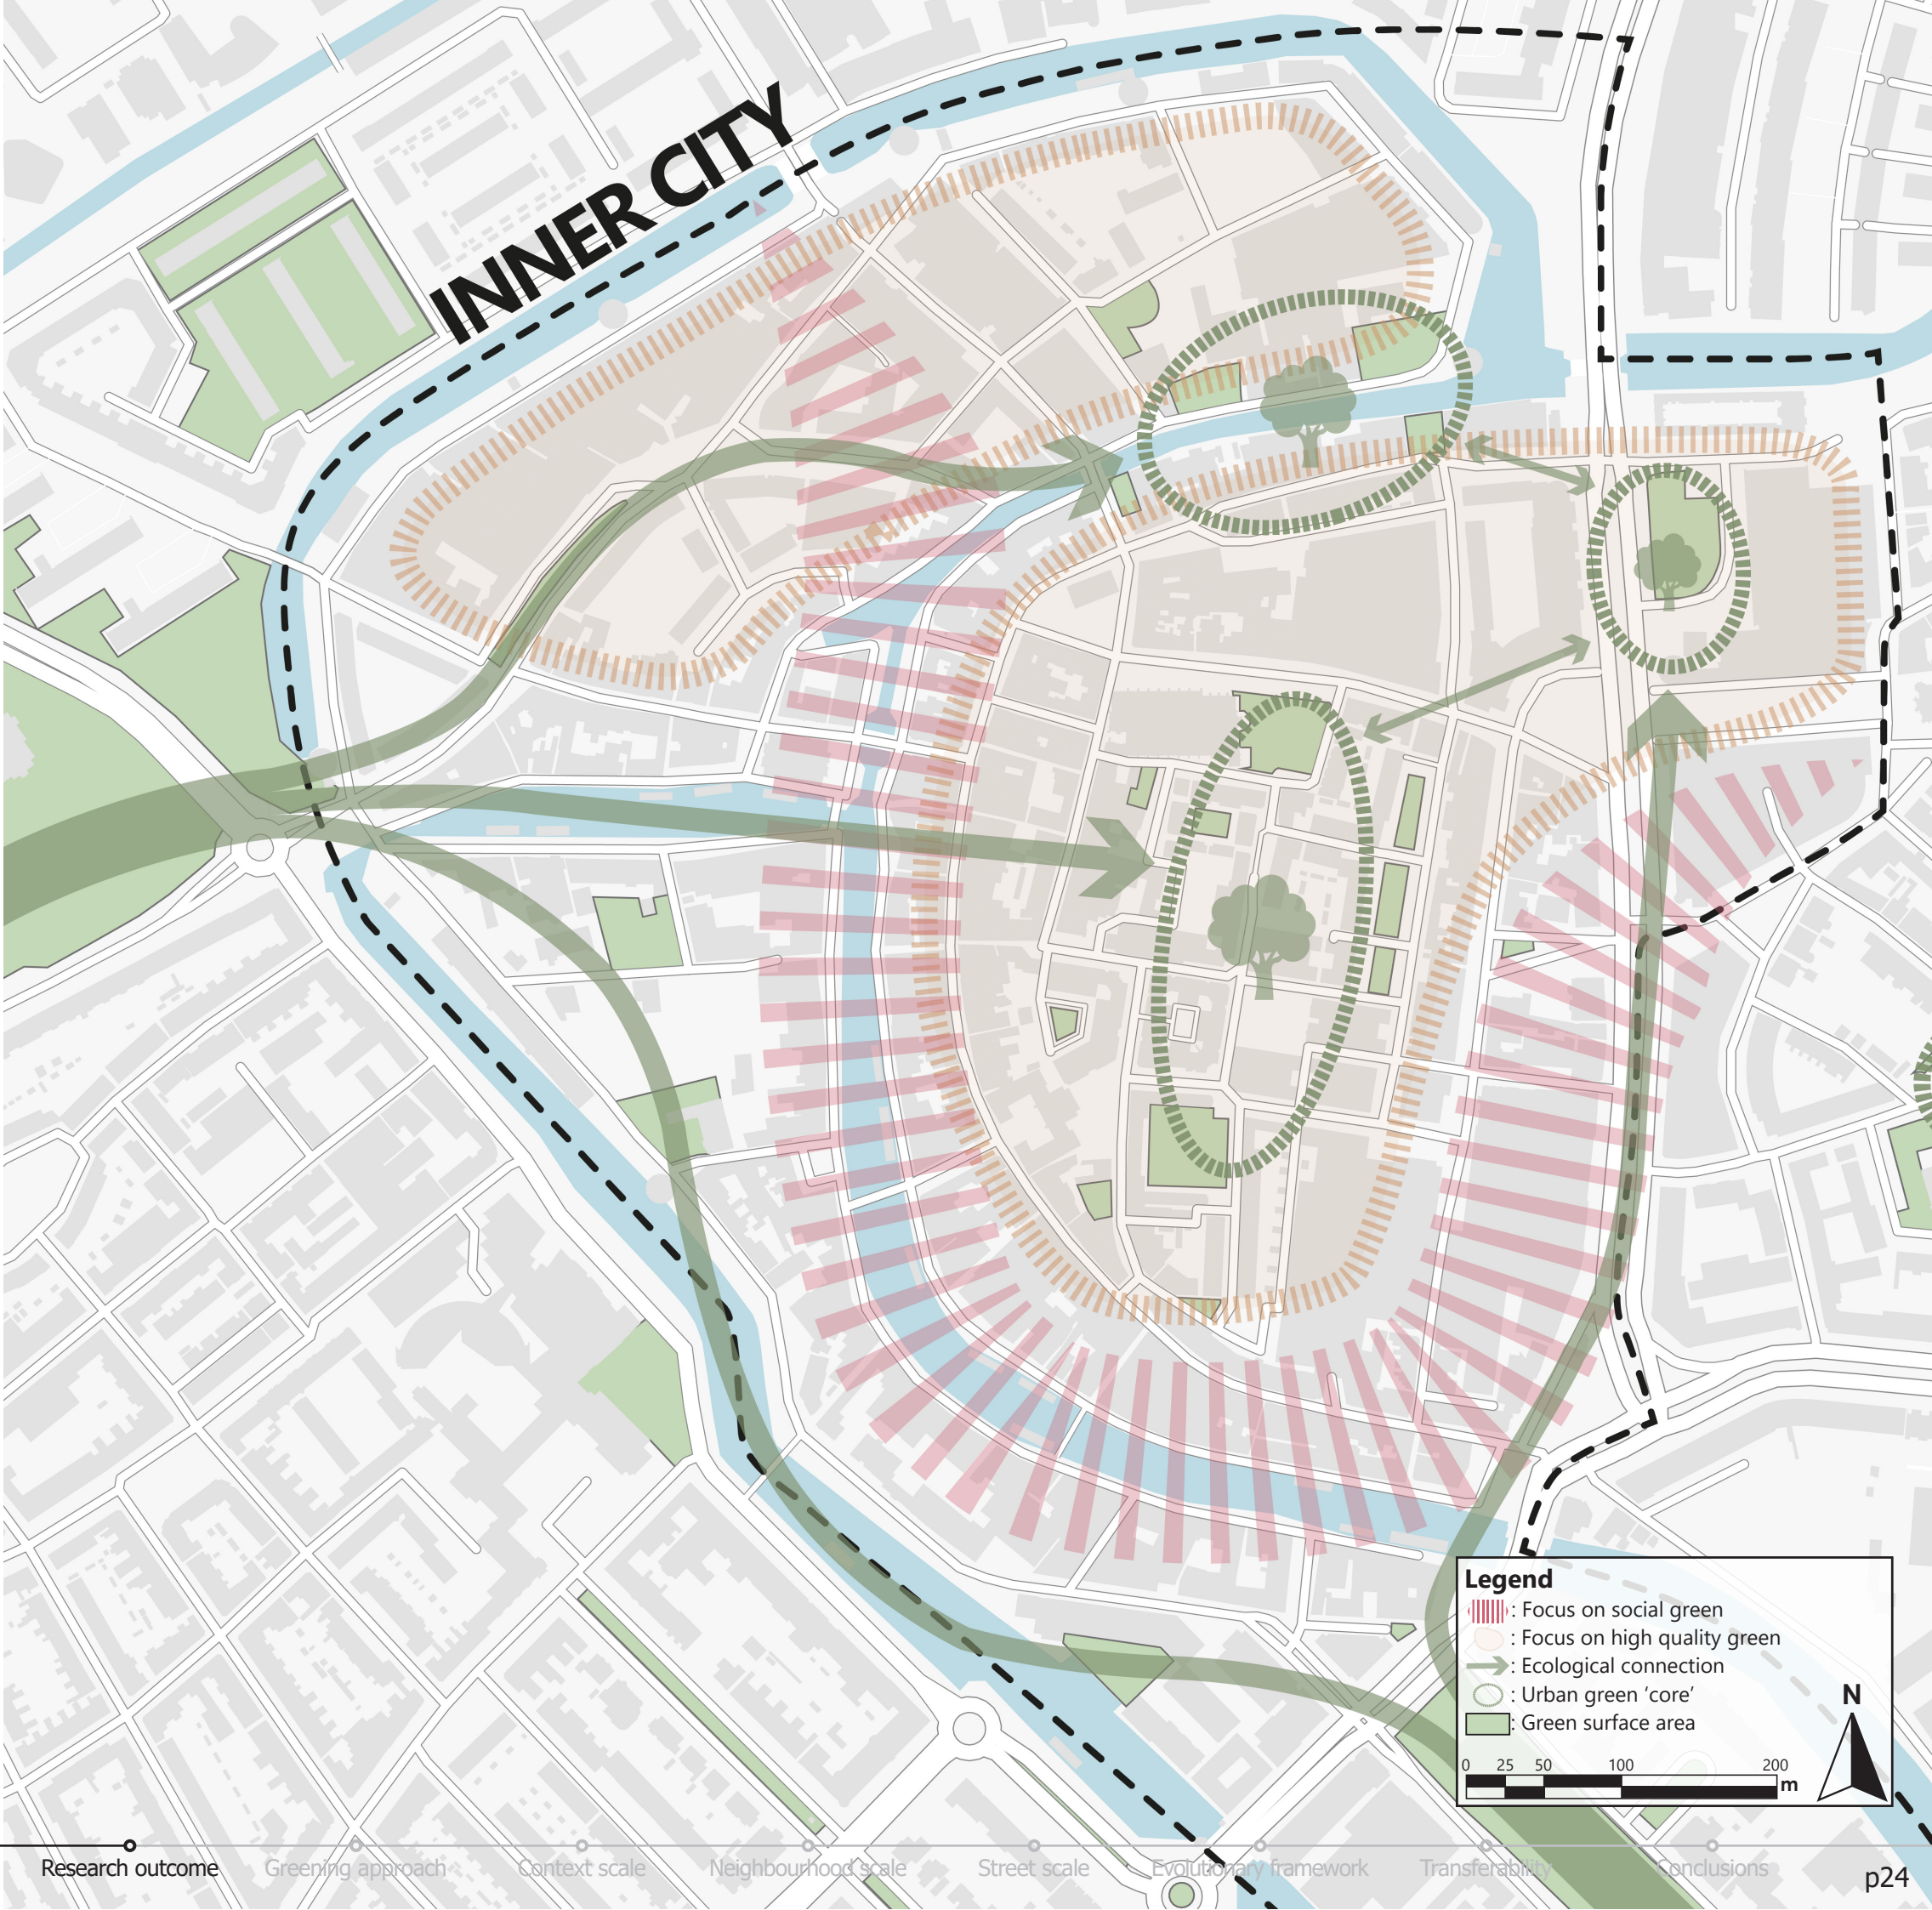 INNER CITY
Legend
: Focus on social green
: Focus on high quality green
: Ecological connection
: Urban green ‘core’
: Green surface area
N
0 25 50 100 200
m
Research outcome Greening approach Context scale Neighbourhood scale Street scale Evolutionary framework Transferability Conclusions
p24